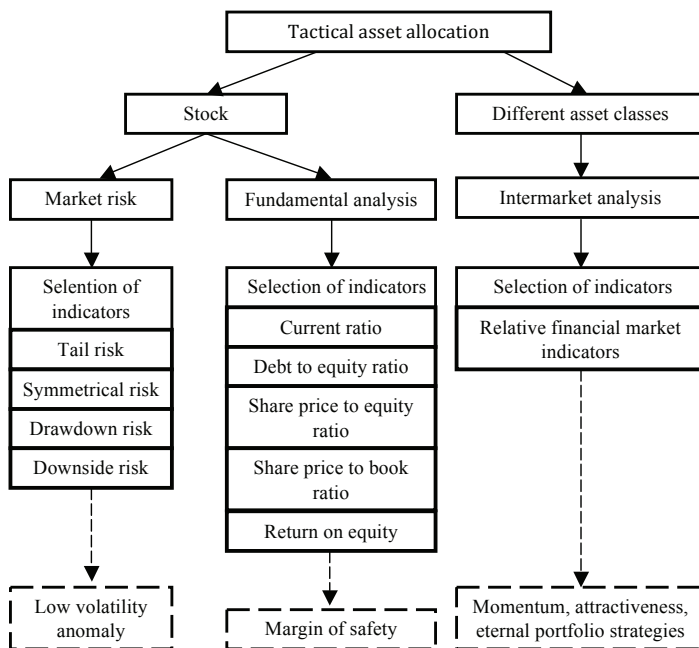 Tactical asset allocation
Stock
Different asset classes
Market risk
Fundamental analysis
Intermarket analysis
Selention of
indicators
Tail risk
Symmetrical risk
Drawdown risk
Downside risk
Selection of indicators
Current ratio
Debt to equity ratio
Share price to equity
ratio
Share price to book
ratio
Return on equity
Selection of indicators
Relative financial market
indicators
Low volatility
anomaly
Margin of safety
Momentum, attractiveness,
eternal portfolio strategies